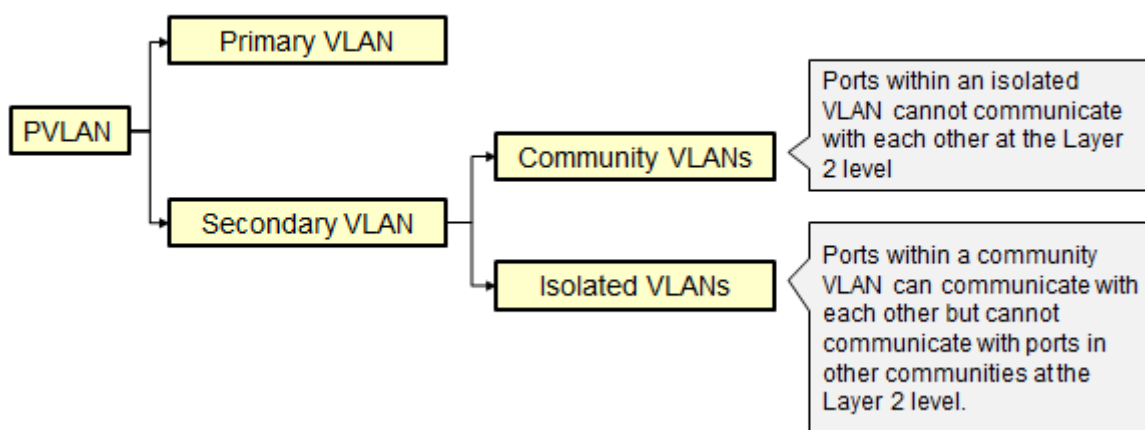 Primary VLAN
PVLAN
Secondary VLAN
Community VLANs
Isolated VLANs
Ports within an isolated
VLAN cannot communicate
with each other at the Layer
2 level
Ports within a community
VLAN can communicate with
each other but cannot
communicate with ports in
other communities at the
Layer 2 level.